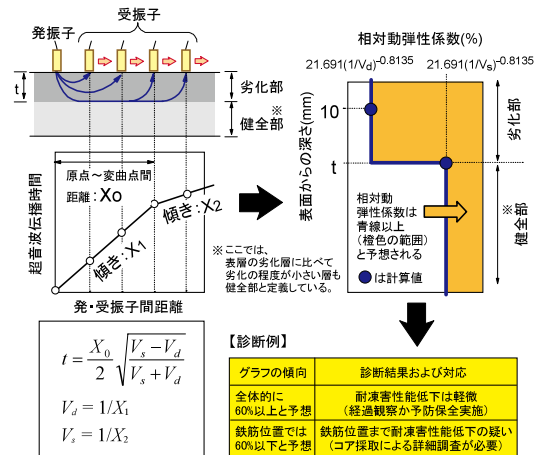 発振子
受振子
t
劣化部
※
健全部
超音波伝播時間
原点~変曲点間
距離:X0
傾き:X1
傾き:X2
発・受振子間距離
※ここでは、
表層の劣化層に比べて
劣化の程度が小さい層も
健全部と定義している。
t = X0/2 √((Vs − Vd)/(Vs + Vd))
Vd = 1/X1
Vs = 1/X2
相対動弾性係数(%)
21.691(1/Vd)-0.8135
21.691(1/Vs)-0.8135
表面からの深さ(mm)
10
t
劣化部
※
健全部
相対動
弾性係数は
青線以上
(橙色の範囲)
と予想される
は計算値
【診断例】
グラフの傾向
診断結果および対応
全体的に
60%以上と予想
耐凍害性能低下は軽微
(経過観察か予防保全実施)
鉄筋位置では
60%以下と予想
鉄筋位置まで耐凍害性能低下の疑い
(コア採取による詳細調査が必要)